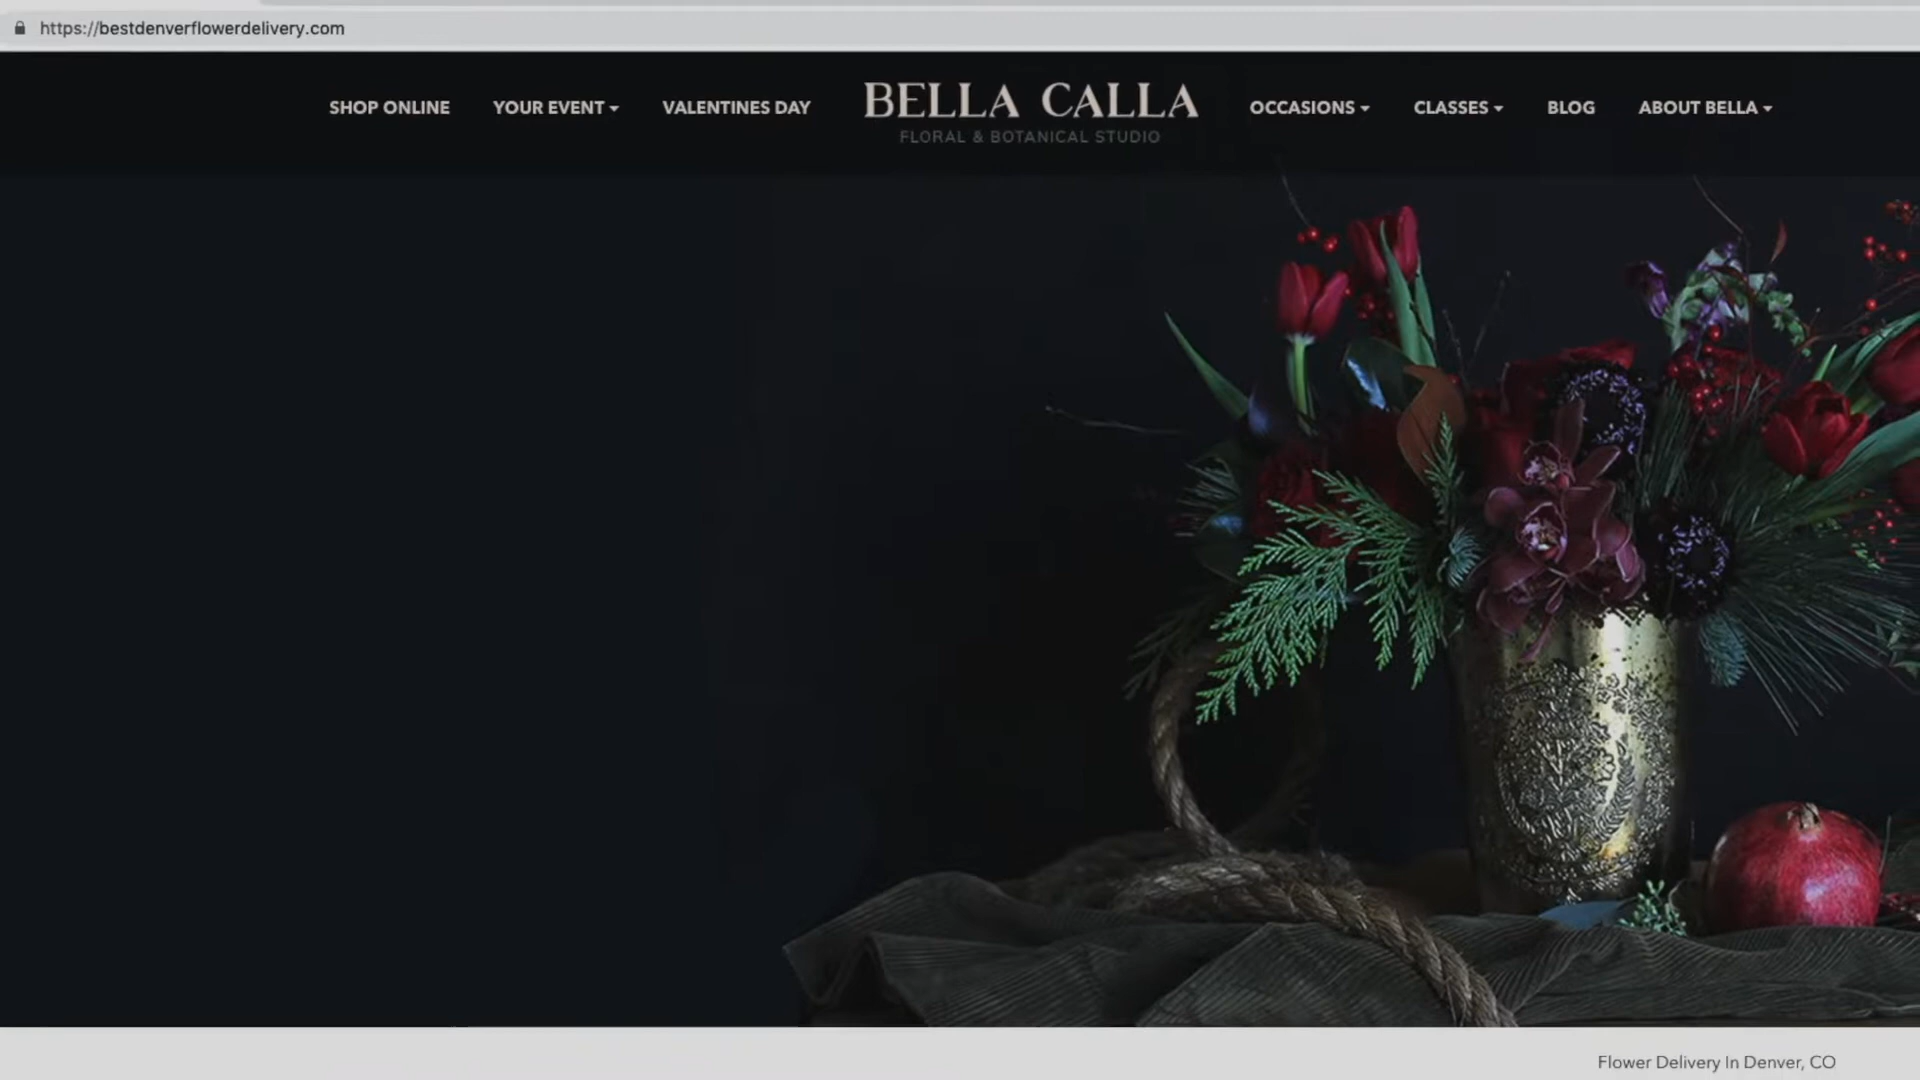 https://bestdenverflowerdelivery.com
SHOP ONLINE
YOUR EVENT
VALENTINES DAY
BELLA CALLA
FLORAL & BOTANICAL STUDIO
OCCASIONS
CLASSES
BLOG
ABOUT BELLA
Flower Delivery In Denver, CO